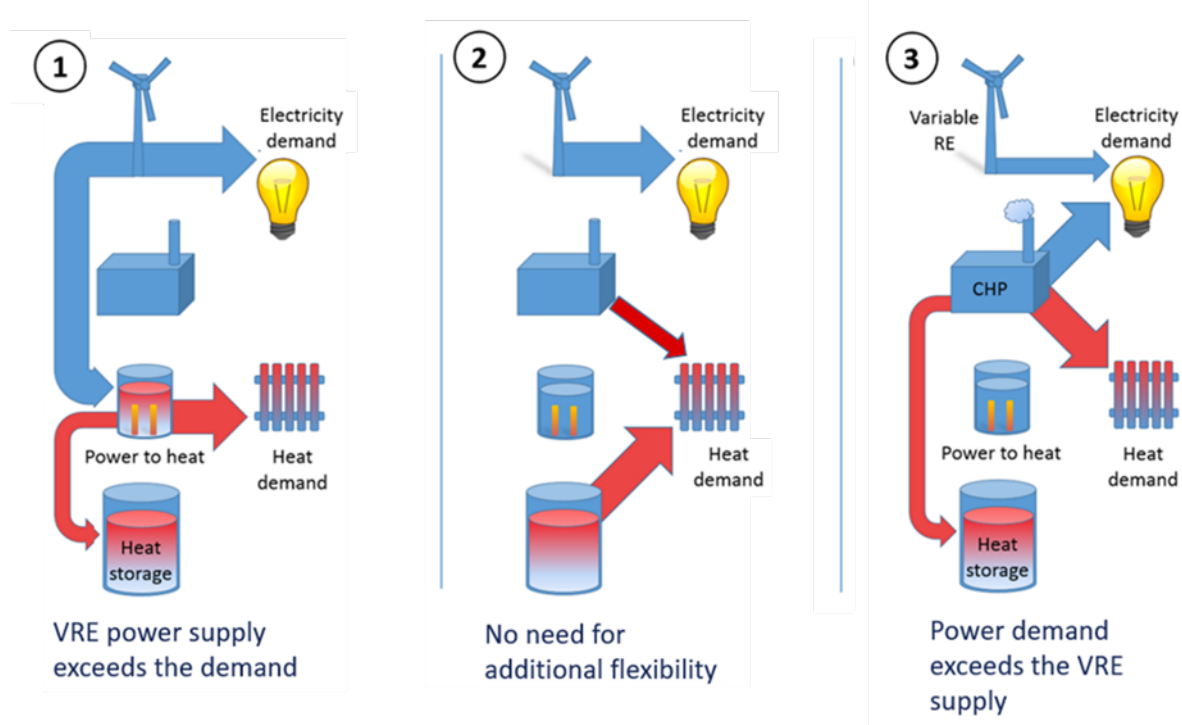 1
Electricity
demand
Power to heat
Heat
demand
Heat
storage
VRE power supply
exceeds the demand
2
Electricity
demand
Heat
demand
No need for
additional flexibility
3
Variable
RE
Electricity
demand
CHP
Power to heat
Heat
demand
Heat
storage
Power demand
exceeds the VRE
supply